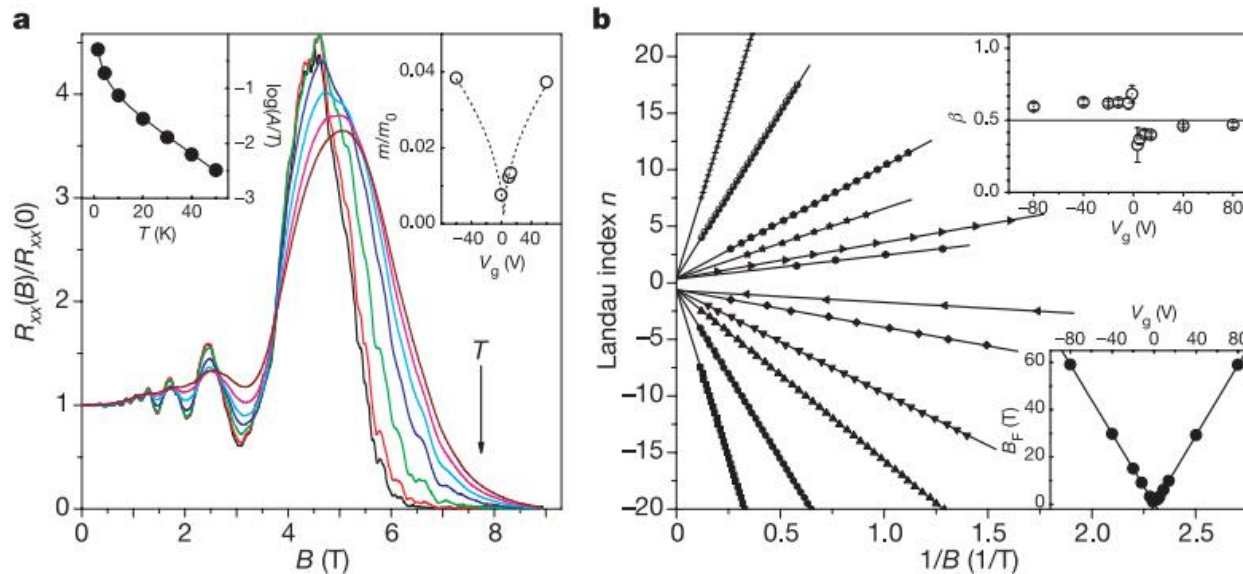 a
4
3
2
1
0
R_xx(B)/R_xx(0)
0 2 4 6 8
B (T)
T
0 20 40
T (K)
-1
-2
-3
log(A/T)
0.04
0.02
0.00
m/m_0
-40 0 40
V_g (V)
b
20
15
10
5
0
-5
-10
-15
-20
Landau index n
0 0.5 1.0 1.5 2.0 2.5
1/B (1/T)
1.0
0.5
0.0
β
-80 -40 0 40 80
V_g (V)
V_g (V)
-80 -40 0 40 80
60
40
20
0
B_F (T)